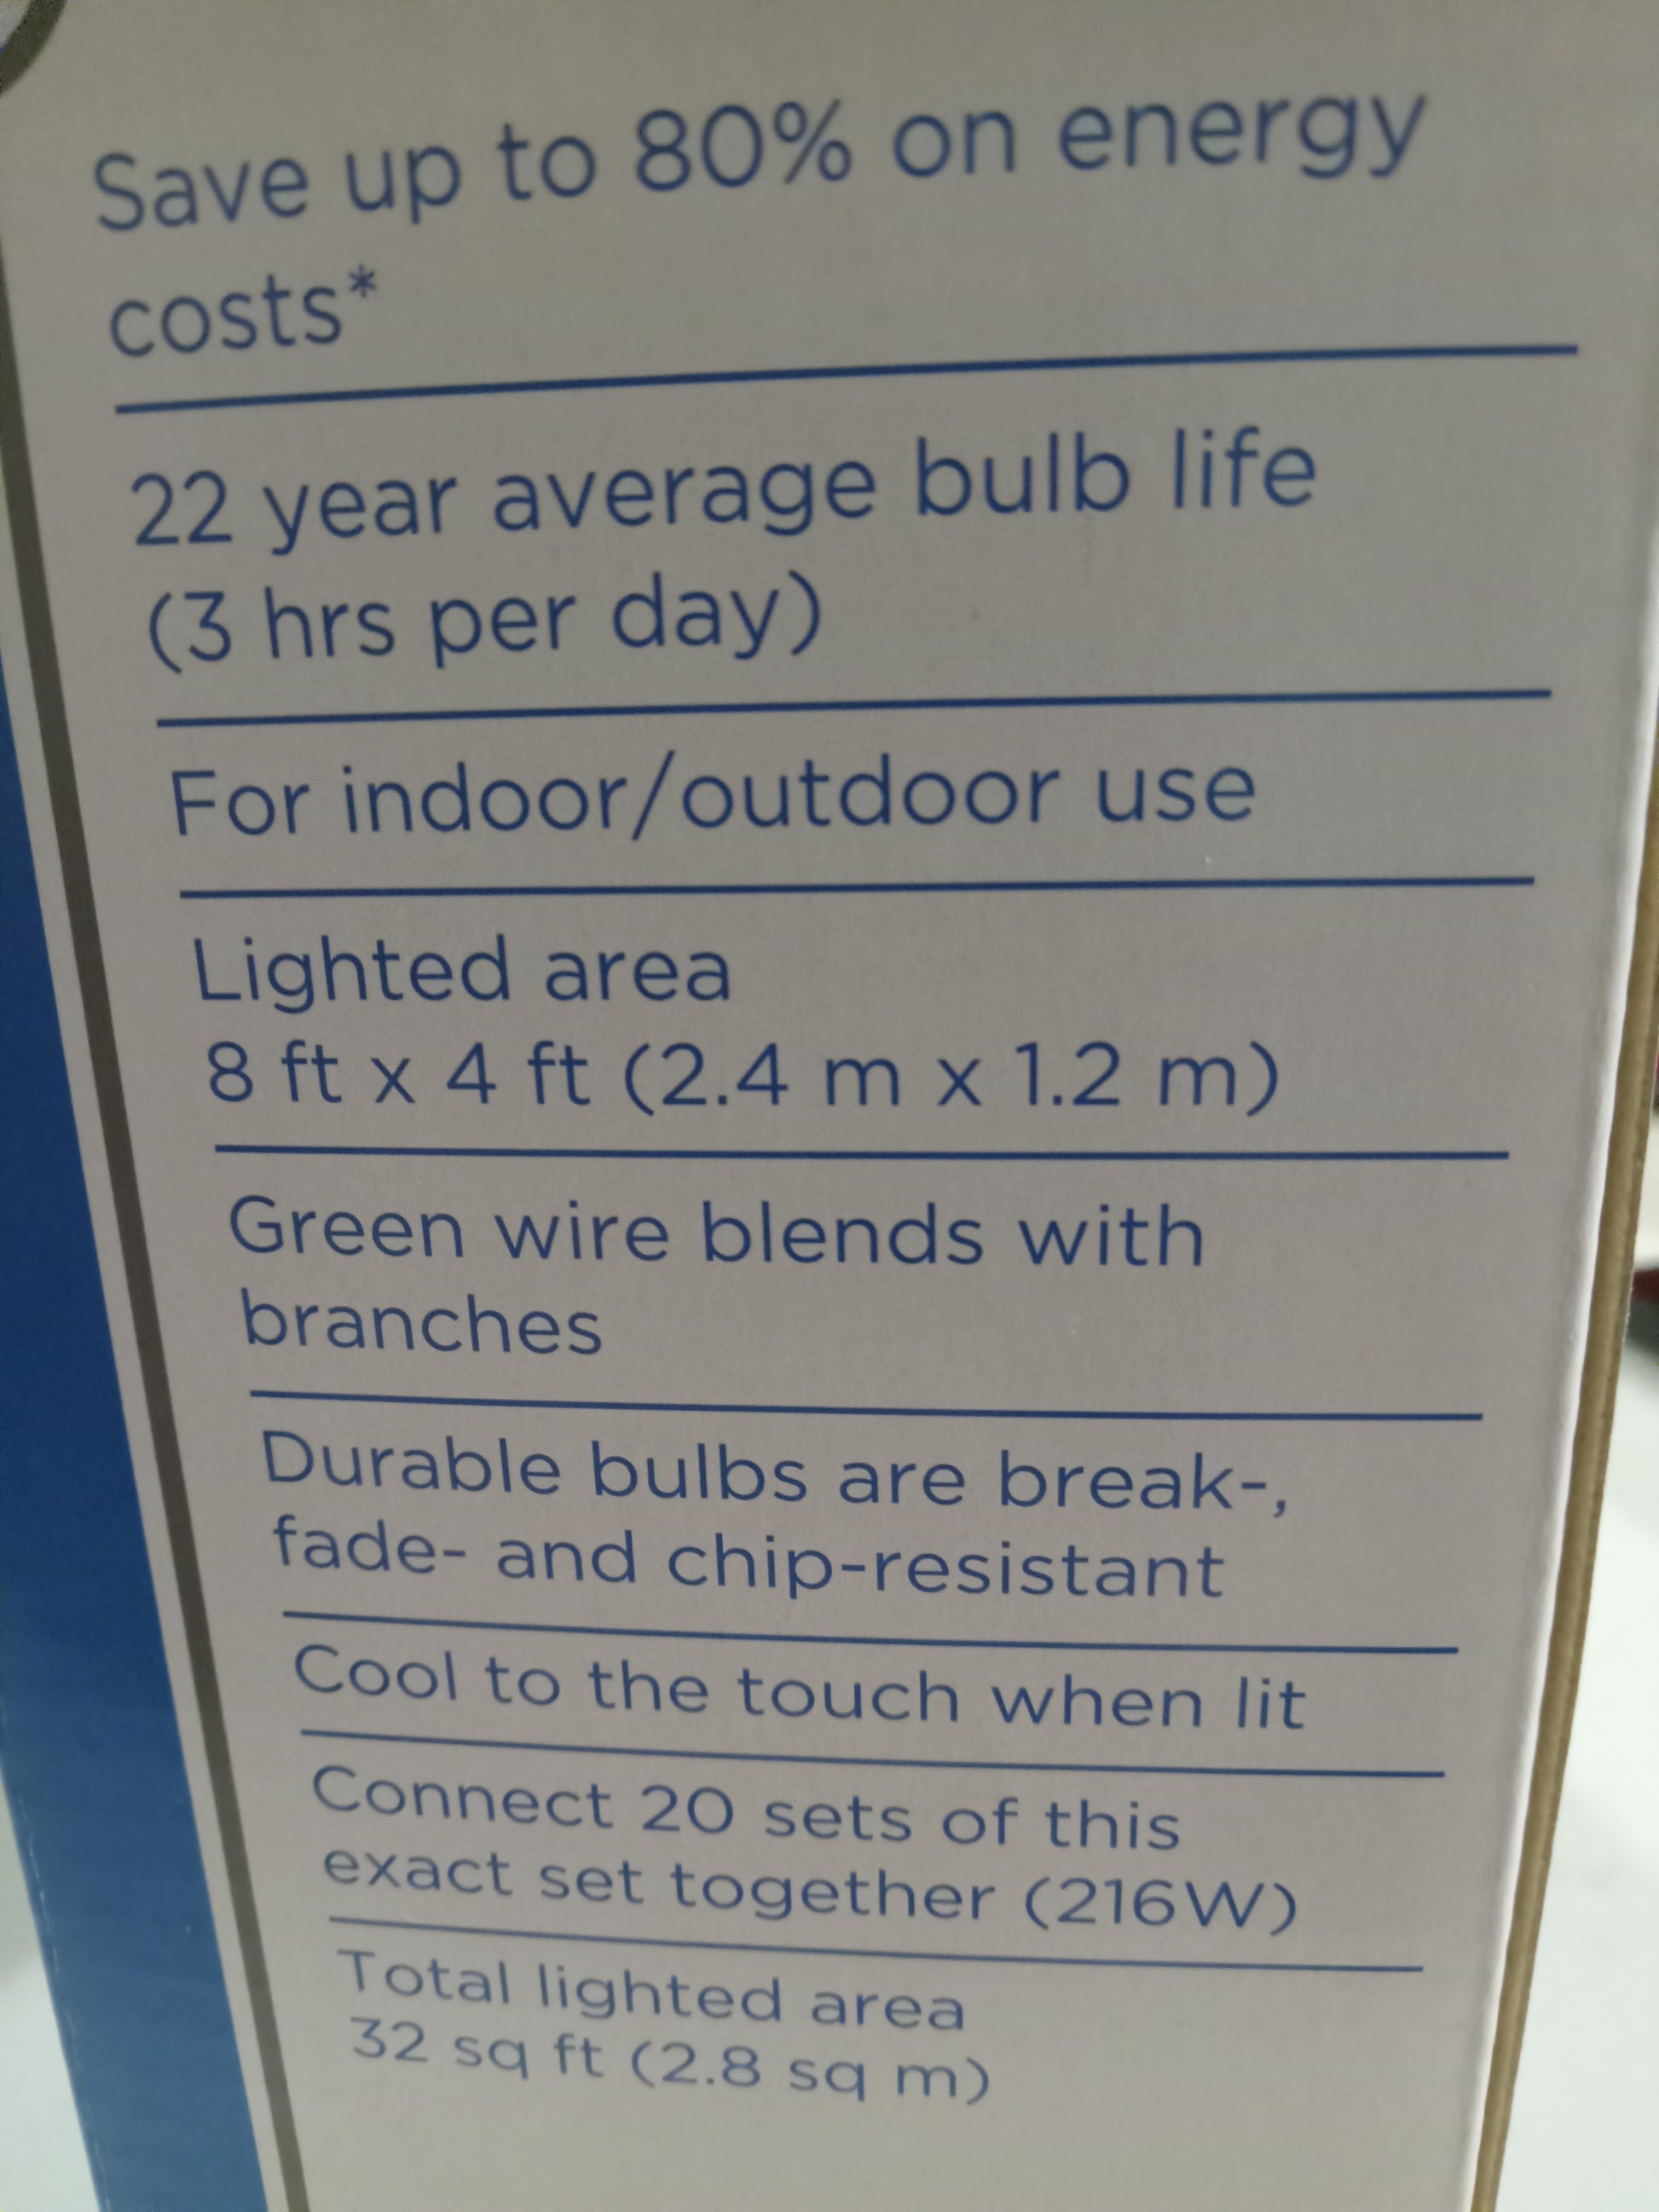 Save up to 80% on energy
costs*
22 year average bulb life
(3 hrs per day)
For indoor/outdoor use
Lighted area
8 ft x 4 ft (2.4 m x 1.2 m)
Green wire blends with
branches
Durable bulbs are break-,
fade- and chip-resistant
Cool to the touch when lit
Connect 20 sets of this
exact set together (216W)
Total lighted area
32 sq ft (2.8 sq m)